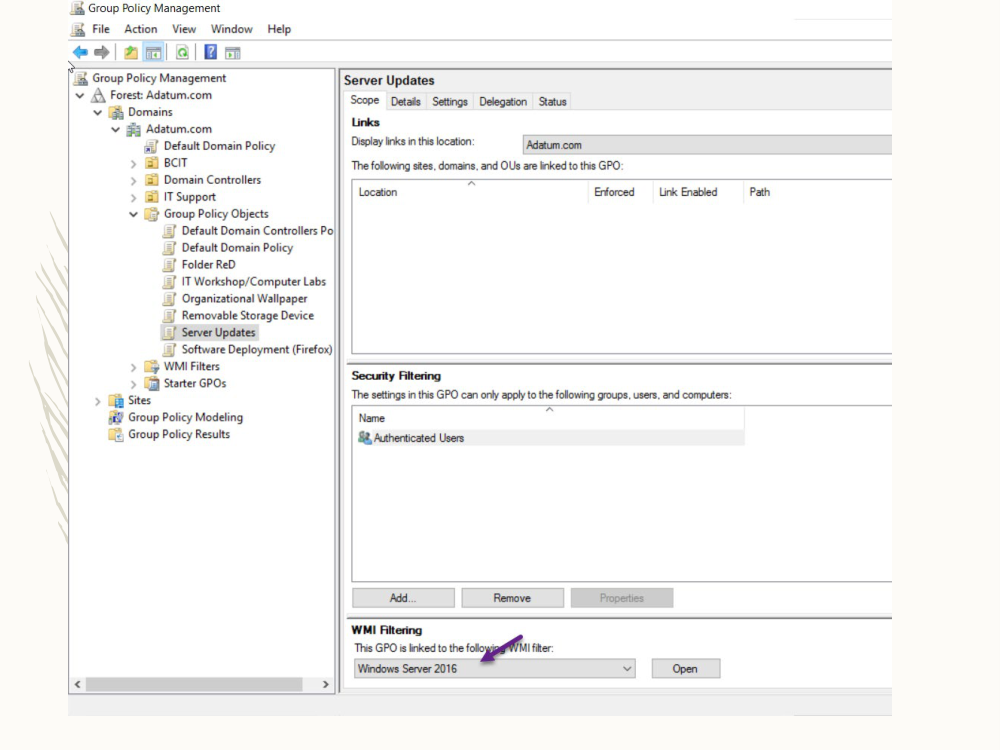 Group Policy Management
File Action View Window Help
Group Policy Management
Forest: Adatum.com
Domains
Adatum.com
Default Domain Policy
BCIT
Domain Controllers
IT Support
Group Policy Objects
Default Domain Controllers Po
Default Domain Policy
Folder ReD
IT Workshop/Computer Labs
Organizational Wallpaper
Removable Storage Device
Server Updates
Software Deployment (Firefox)
WMI Filters
Starter GPOs
Sites
Group Policy Modeling
Group Policy Results
Server Updates
Scope Details Settings Delegation Status
Links
Display links in this location: Adatum.com
The following sites, domains, and OUs are linked to this GPO:
Location Enforced Link Enabled Path
Security Filtering
The settings in this GPO can only apply to the following groups, users, and computers:
Name
Authenticated Users
Add... Remove Properties
WMI Filtering
This GPO is linked to the following WMI filter:
Windows Server 2016 Open